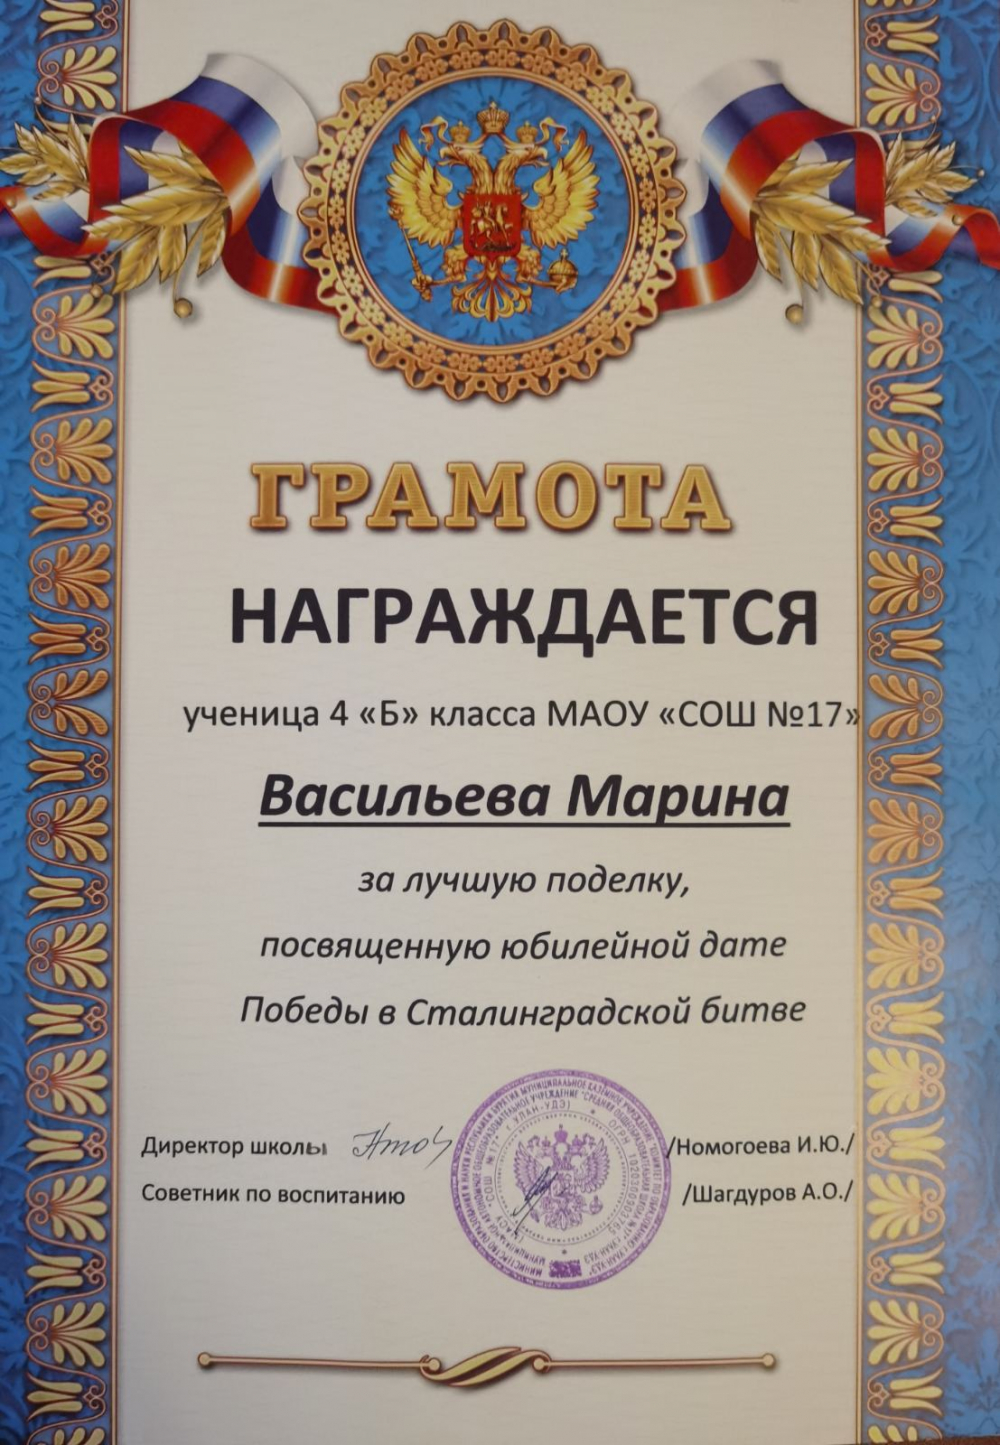 ГРАМОТА
НАГРАЖДАЕТСЯ
ученица 4 «Б» класса МАОУ «СОШ №17»
Васильева Марина
за лучшую поделку,
посвященную юбилейной дате
Победы в Сталинградской битве
Директор школы /Номогоева И.Ю./
Советник по воспитанию /Шагдуров А.О./